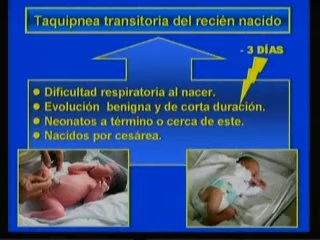 Taquipnea transitoria del recién nacido
- 3 DÍAS
Dificultad respiratoria al nacer.
Evolución benigna y de corta duración.
Neonatos a término o cerca de este.
Nacidos por cesárea.